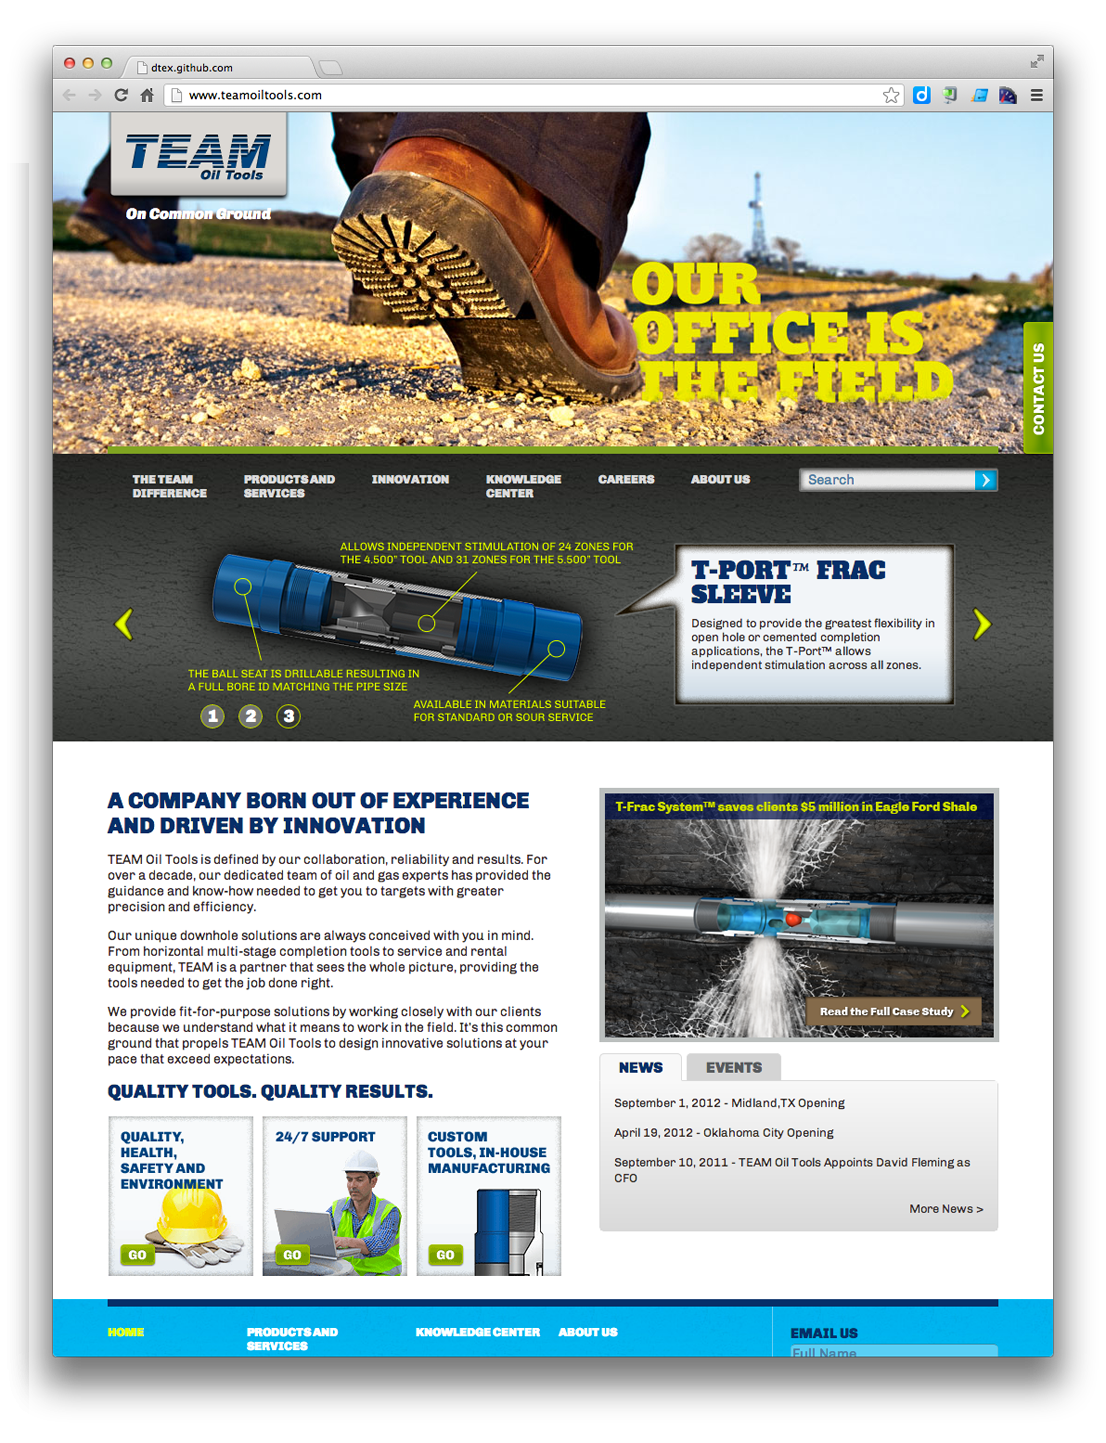 dtex.github.com
www.teamoiltools.com
TEAM
Oil Tools
On Common Ground
OUR
OFFICE IS
THE FIELD
CONTACT US
THE TEAM
DIFFERENCE
PRODUCTS AND
SERVICES
INNOVATION
KNOWLEDGE
CENTER
CAREERS
ABOUT US
Search
ALLOWS INDEPENDENT STIMULATION OF 24 ZONES FOR
THE 4.500" TOOL AND 31 ZONES FOR THE 5.500" TOOL
T-PORT™ FRAC
SLEEVE
Designed to provide the greatest flexibility in
open hole or cemented completion
applications, the T-Port™ allows
independent stimulation across all zones.
THE BALL SEAT IS DRILLABLE RESULTING IN
A FULL BORE ID MATCHING THE PIPE SIZE
AVAILABLE IN MATERIALS SUITABLE
FOR STANDARD OR SOUR SERVICE
1 2 3
A COMPANY BORN OUT OF EXPERIENCE
AND DRIVEN BY INNOVATION
TEAM Oil Tools is defined by our collaboration, reliability and results. For
over a decade, our dedicated team of oil and gas experts has provided the
guidance and know-how needed to get you to targets with greater
precision and efficiency.
Our unique downhole solutions are always conceived with you in mind.
From horizontal multi-stage completion tools to service and rental
equipment, TEAM is a partner that sees the whole picture, providing the
tools needed to get the job done right.
We provide fit-for-purpose solutions by working closely with our clients
because we understand what it means to work in the field. It's this common
ground that propels TEAM Oil Tools to design innovative solutions at your
pace that exceed expectations.
QUALITY TOOLS. QUALITY RESULTS.
QUALITY,
HEALTH,
SAFETY AND
ENVIRONMENT
GO
24/7 SUPPORT
GO
CUSTOM
TOOLS, IN-HOUSE
MANUFACTURING
GO
T-Frac System™ saves clients $5 million in Eagle Ford Shale
Read the Full Case Study
NEWS
EVENTS
September 1, 2012 - Midland,TX Opening
April 19, 2012 - Oklahoma City Opening
September 10, 2011 - TEAM Oil Tools Appoints David Fleming as
CFO
More News >
HOME
PRODUCTS AND
SERVICES
KNOWLEDGE CENTER
ABOUT US
EMAIL US
Full Name